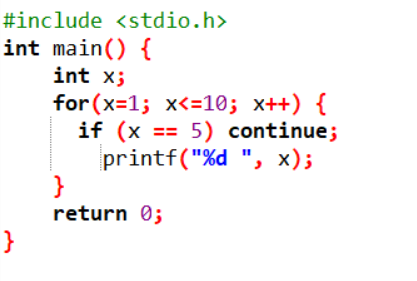 #include <stdio.h>
int main() {
    int x;
    for(x=1; x<=10; x++) {
      if (x == 5) continue;
        printf("%d ", x);
    }
    return 0;
}